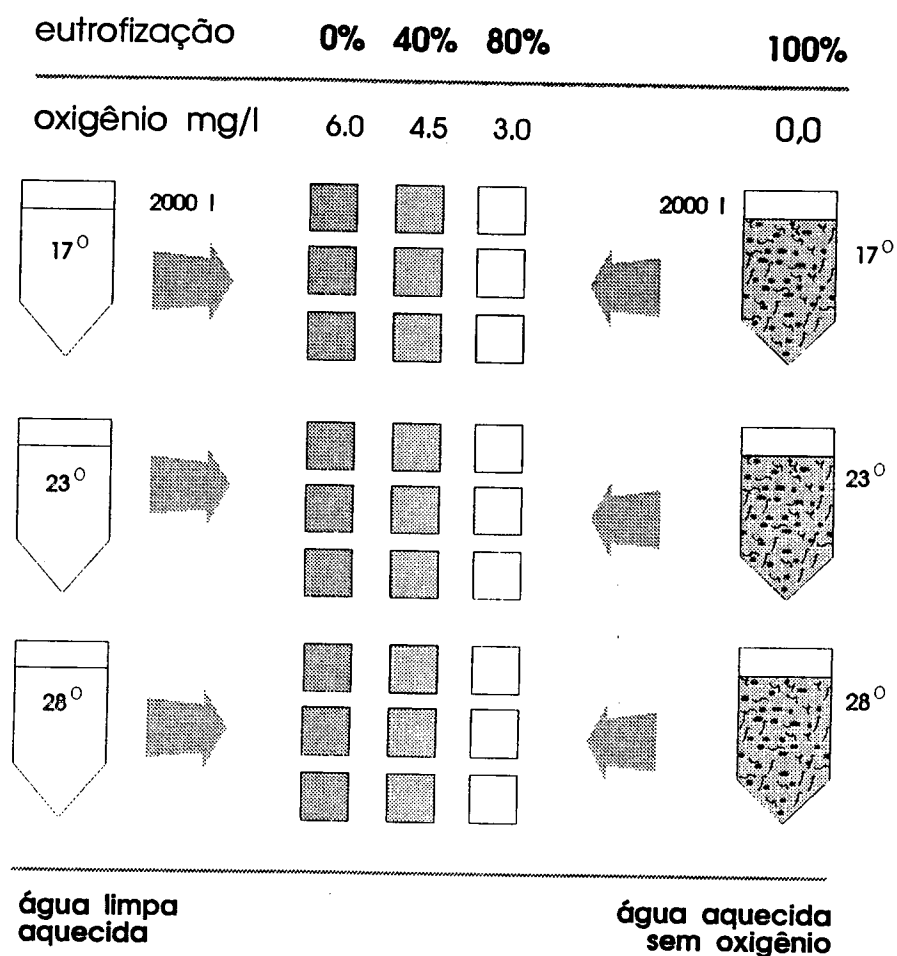 eutrofização 0% 40% 80% 100%
oxigênio mg/l 6.0 4.5 3.0 0,0
2000 l 2000 l
17° 17°
23° 23°
28° 28°
água limpa
aquecida
água aquecida
sem oxigênio